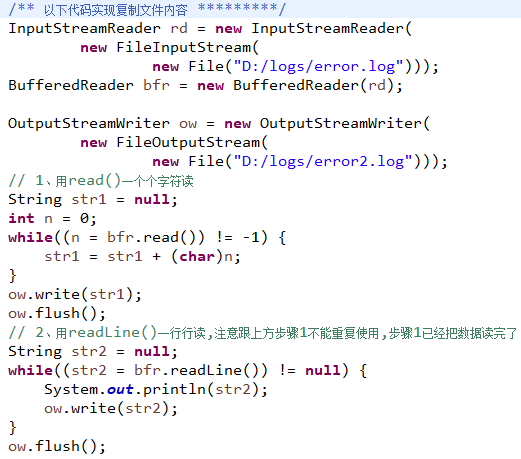 /** 以下代码实现复制文件内容 *********/
InputStreamReader rd = new InputStreamReader(
new FileInputStream(
new File("D:/logs/error.log")));
BufferedReader bfr = new BufferedReader(rd);
OutputStreamWriter ow = new OutputStreamWriter(
new FileOutputStream(
new File("D:/logs/error2.log")));
// 1、用read()一个个字符读
String str1 = null;
int n = 0;
while((n = bfr.read()) != -1) {
str1 = str1 + (char)n;
}
ow.write(str1);
ow.flush();
// 2、用readLine()一行行读,注意跟上方步骤1不能重复使用,步骤1已经把数据读完了
String str2 = null;
while((str2 = bfr.readLine()) != null) {
System.out.println(str2);
ow.write(str2);
}
ow.flush();